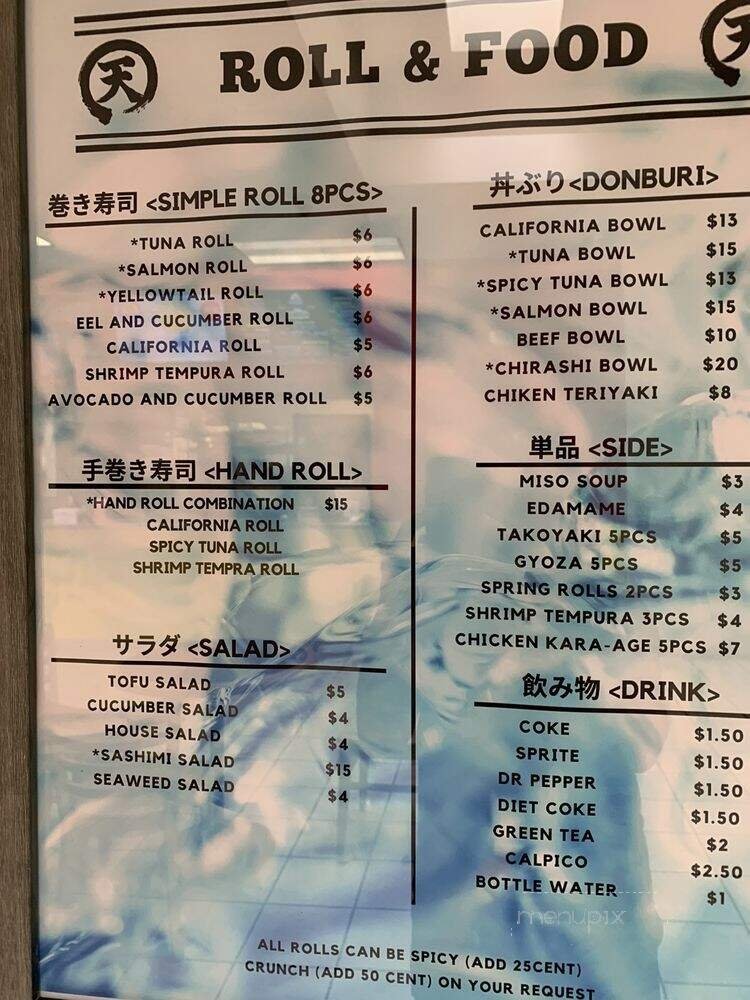 天
ROLL & FOOD
天
巻き寿司 <SIMPLE ROLL 8PCS>
*TUNA ROLL $6
*SALMON ROLL $6
*YELLOWTAIL ROLL $6
EEL AND CUCUMBER ROLL $6
CALIFORNIA ROLL $5
SHRIMP TEMPURA ROLL $6
AVOCADO AND CUCUMBER ROLL $5
手巻き寿司 <HAND ROLL>
*HAND ROLL COMBINATION $15
CALIFORNIA ROLL
SPICY TUNA ROLL
SHRIMP TEMPRA ROLL
サラダ <SALAD>
TOFU SALAD $5
CUCUMBER SALAD $4
HOUSE SALAD $4
*SASHIMI SALAD $15
SEAWEED SALAD $4
丼ぶり<DONBURI>
CALIFORNIA BOWL $13
*TUNA BOWL $15
*SPICY TUNA BOWL $13
*SALMON BOWL $15
BEEF BOWL $10
*CHIRASHI BOWL $20
CHIKEN TERIYAKI $8
単品 <SIDE>
MISO SOUP $3
EDAMAME $4
TAKOYAKI 5PCS $5
GYOZA 5PCS $5
SPRING ROLLS 2PCS $3
SHRIMP TEMPURA 3PCS $4
CHICKEN KARA-AGE 5PCS $7
飲み物 <DRINK>
COKE $1.50
SPRITE $1.50
DR PEPPER $1.50
DIET COKE $1.50
GREEN TEA $2
CALPICO $2.50
BOTTLE WATER $1
menupix
ALL ROLLS CAN BE SPICY (ADD 25CENT)
CRUNCH (ADD 50 CENT) ON YOUR REQUEST